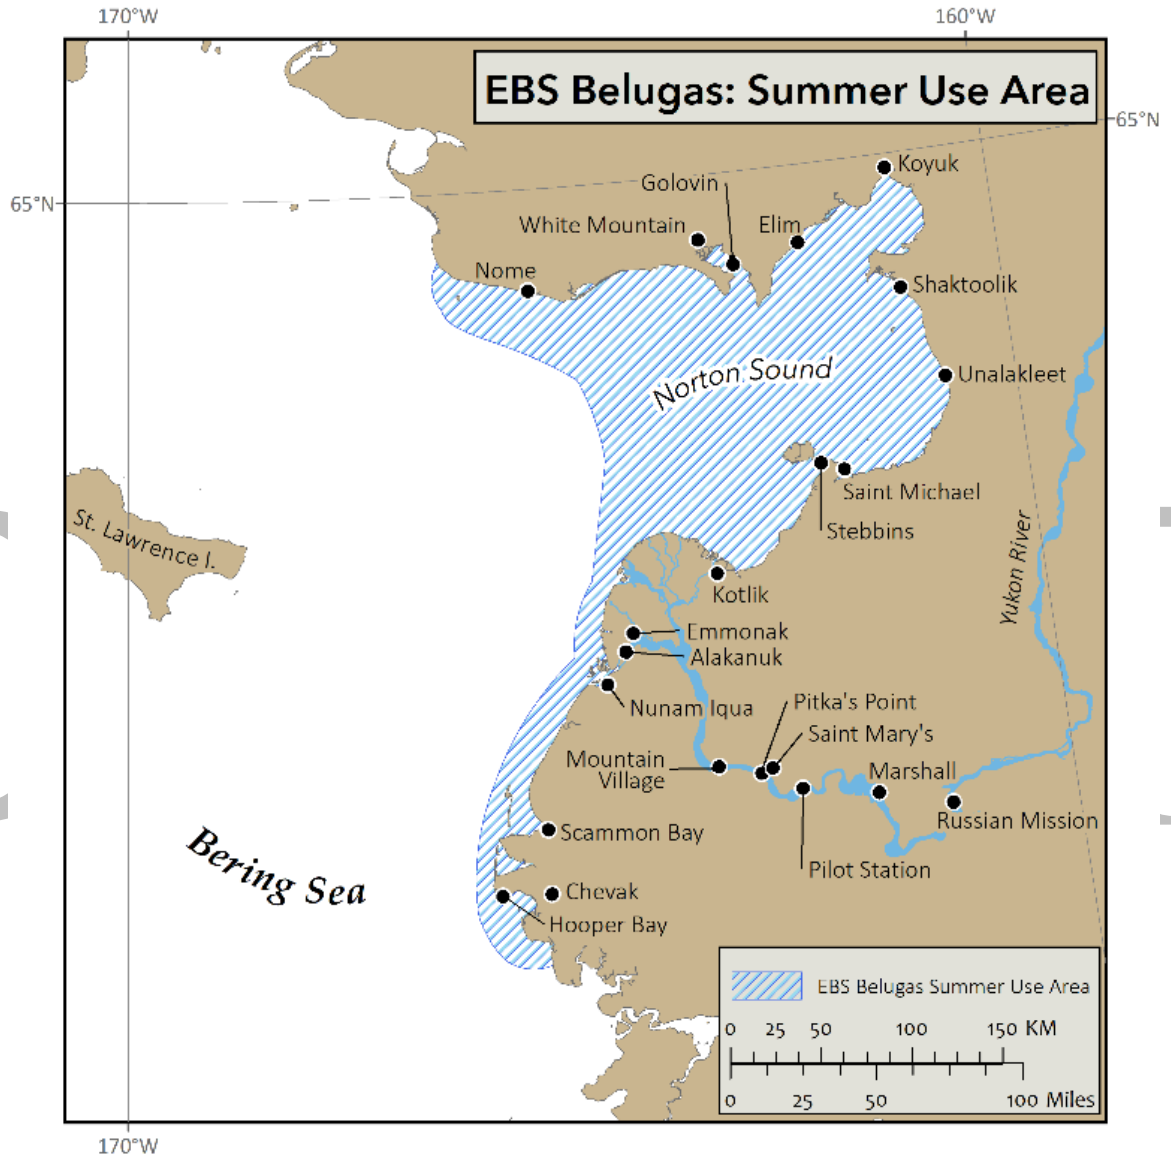 170°W
160°W
EBS Belugas: Summer Use Area
65°N
65°N
Koyuk
Golovin
White Mountain
Elim
Nome
Shaktoolik
Norton Sound
Unalakleet
Saint Michael
Stebbins
St. Lawrence I.
Yukon River
Kotlik
Emmonak
Alakanuk
Nunam Iqua
Pitka's Point
Saint Mary's
Mountain
Village
Marshall
Russian Mission
Scammon Bay
Pilot Station
Bering Sea
Chevak
Hooper Bay
EBS Belugas Summer Use Area
0 25 50 100 150 KM
0 25 50 100 Miles
170°W